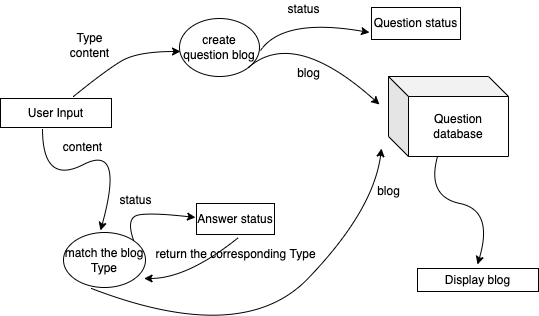 status
Question status
Type
content
create
question blog
blog
User Input
Question
database
content
status
blog
Answer status
match the blog
Type
return the corresponding Type
Display blog